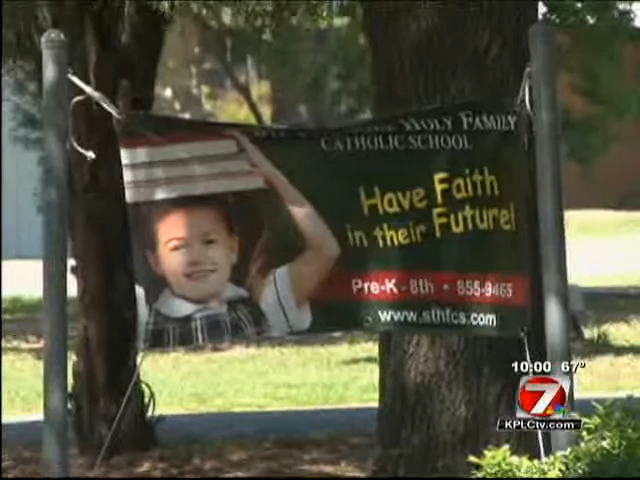 HOLY FAMILY
CATHOLIC SCHOOL
Have Faith
in their Future!
Pre-K - 8th • 855-9465
www.sthfcs.com
10:00 67°
7
KPLCtv.com